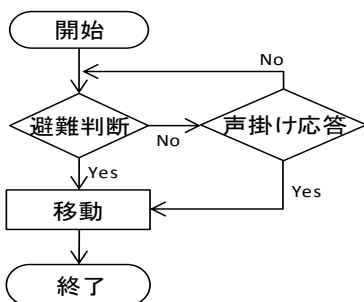 開始
No
避難判断
声掛け応答
No
Yes
Yes
移動
終了